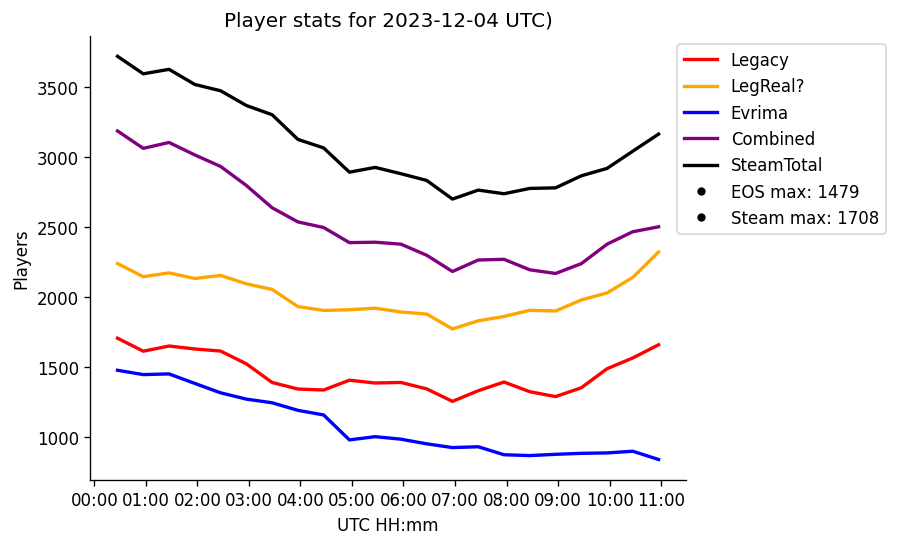 Player stats for 2023-12-04 UTC)
Legacy
LegReal?
Evrima
Combined
SteamTotal
EOS max: 1479
Steam max: 1708
Players
3500
3000
2500
2000
1500
1000
00:00 01:00 02:00 03:00 04:00 05:00 06:00 07:00 08:00 09:00 10:00 11:00
UTC HH:mm